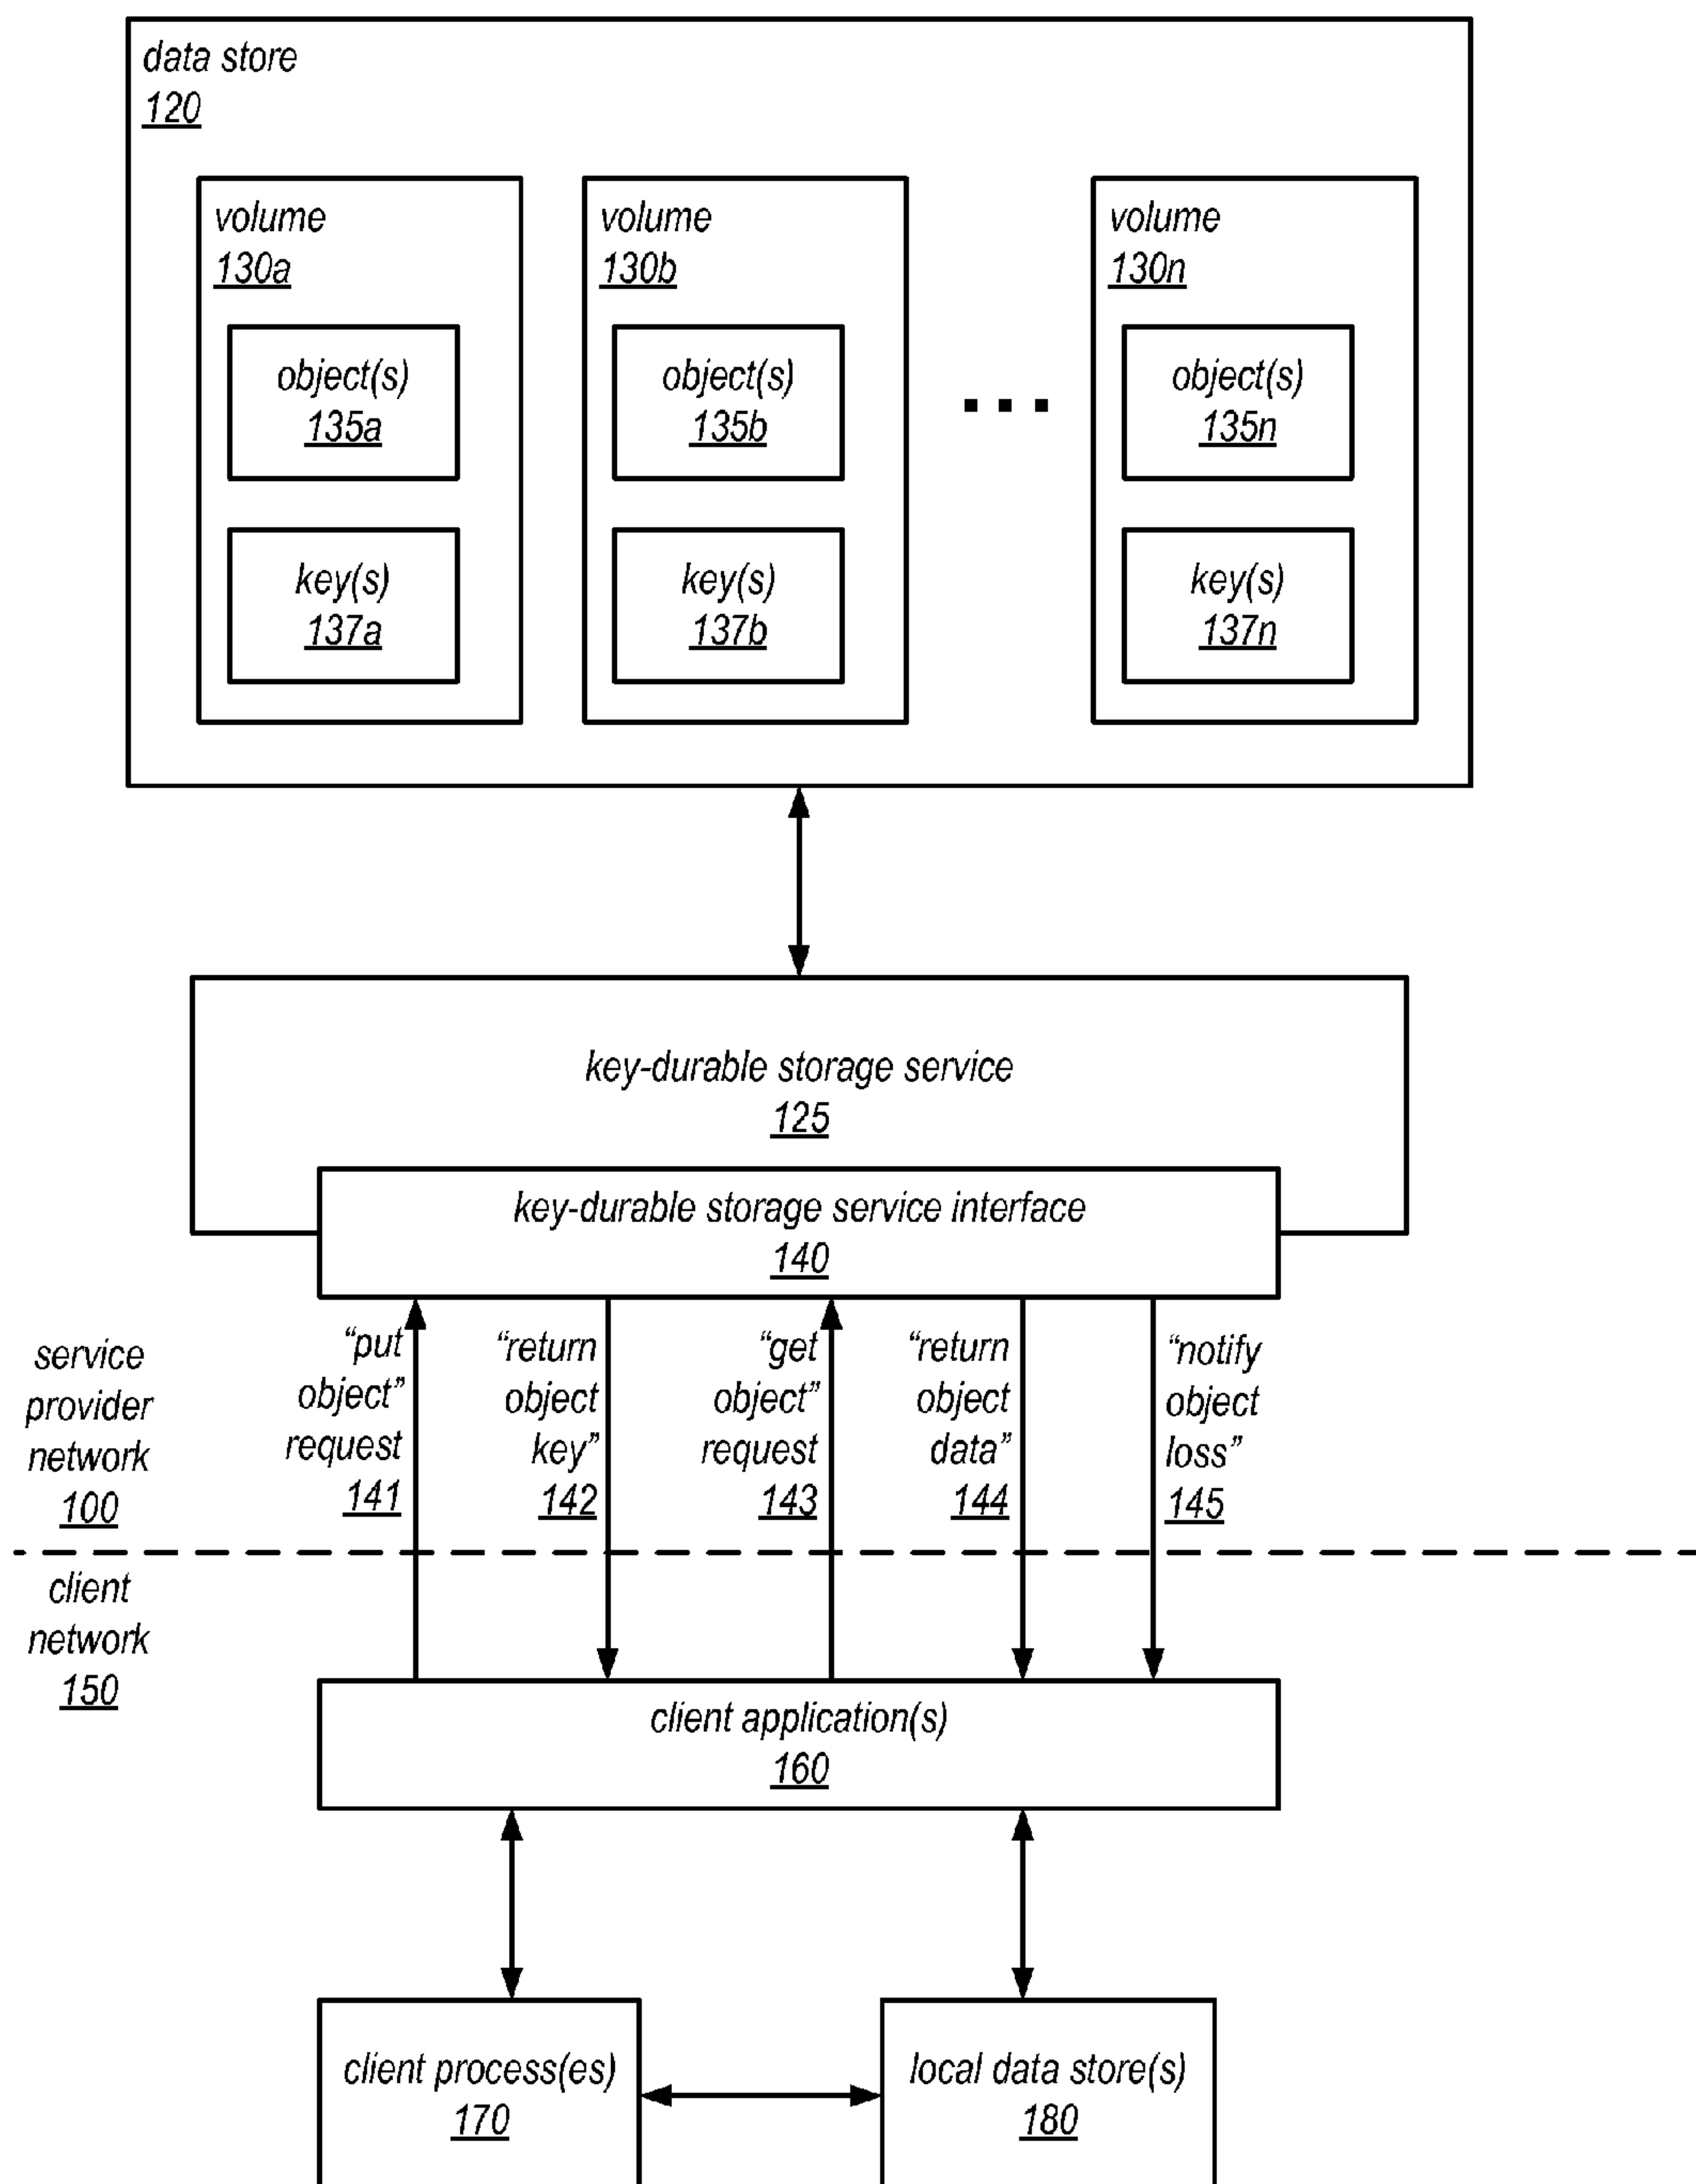 data store
120
volume
130a
object(s)
135a
key(s)
137a
volume
130b
object(s)
135b
key(s)
137b
volume
130n
object(s)
135n
key(s)
137n
key-durable storage service
125
key-durable storage service interface
140
service
provider
network
100
“put
object”
request
141
“return
object
key”
142
“get
object”
request
143
“return
object
data”
144
“notify
object
loss”
145
client
network
150
client application(s)
160
client process(es)
170
local data store(s)
180